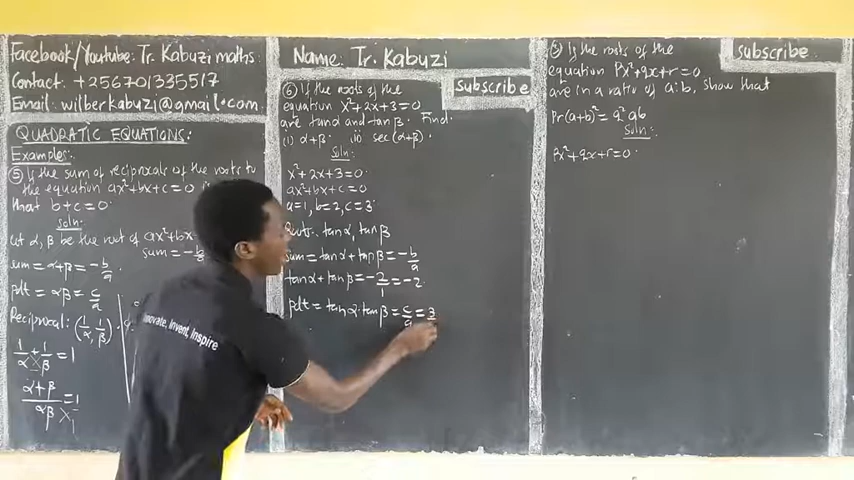 Facebook/Youtube: Tr. Kabuzi maths
Contact: +256701335517
Email: wilberkabuzi@gmail.com
QUADRATIC EQUATIONS:
Examples:
⑤ If the sum of reciprocals of the roots to
the equation ax²+bx+c=0
that b+c=0.
soln:
let α, β be the root of ax²+bx
sum = -b/a
sum = α+β = -b/a.
pdt = αβ = c/a
Reciprocal: (1/α, 1/β).
1/α + 1/β = 1
α+β/αβ = 1/1
Innovate, Invent, Inspire
Name: Tr. Kabuzi
Subscribe
⑥ If the roots of the
equation x²+2x+3=0
are tanα and tanβ. Find.
(i) α+β. (ii) sec(α+β).
Soln:
x²+2x+3=0.
ax²+bx+c=0
a=1, b=2, c=3.
tanα, tanβ
sum = tanα+tanβ = -b/a
tanα+tanβ = -2/1 = -2.
pdt = tanα·tanβ = c/a = 3
subscribe
If the roots of the
equation Px²+qx+r=0
are in a ratio of a:b, show that
Pr(a+b)² = q²ab
Soln:
Px²+qx+r=0.